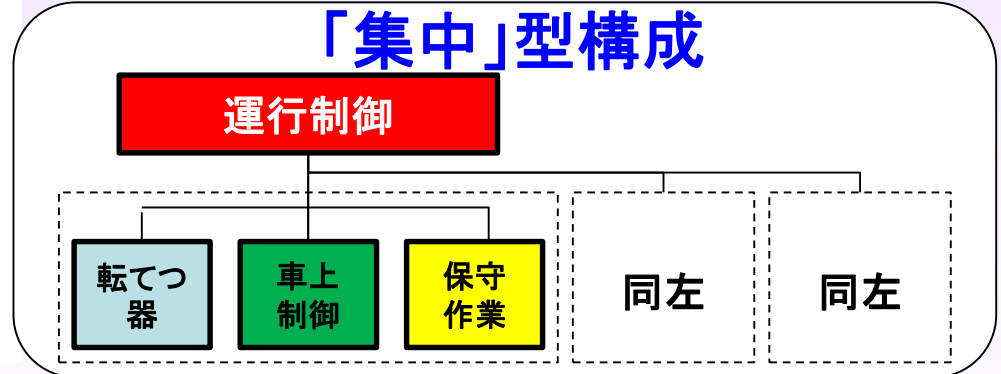 「集中」型構成
運行制御
転てつ
器
車上
制御
保守
作業
同左
同左